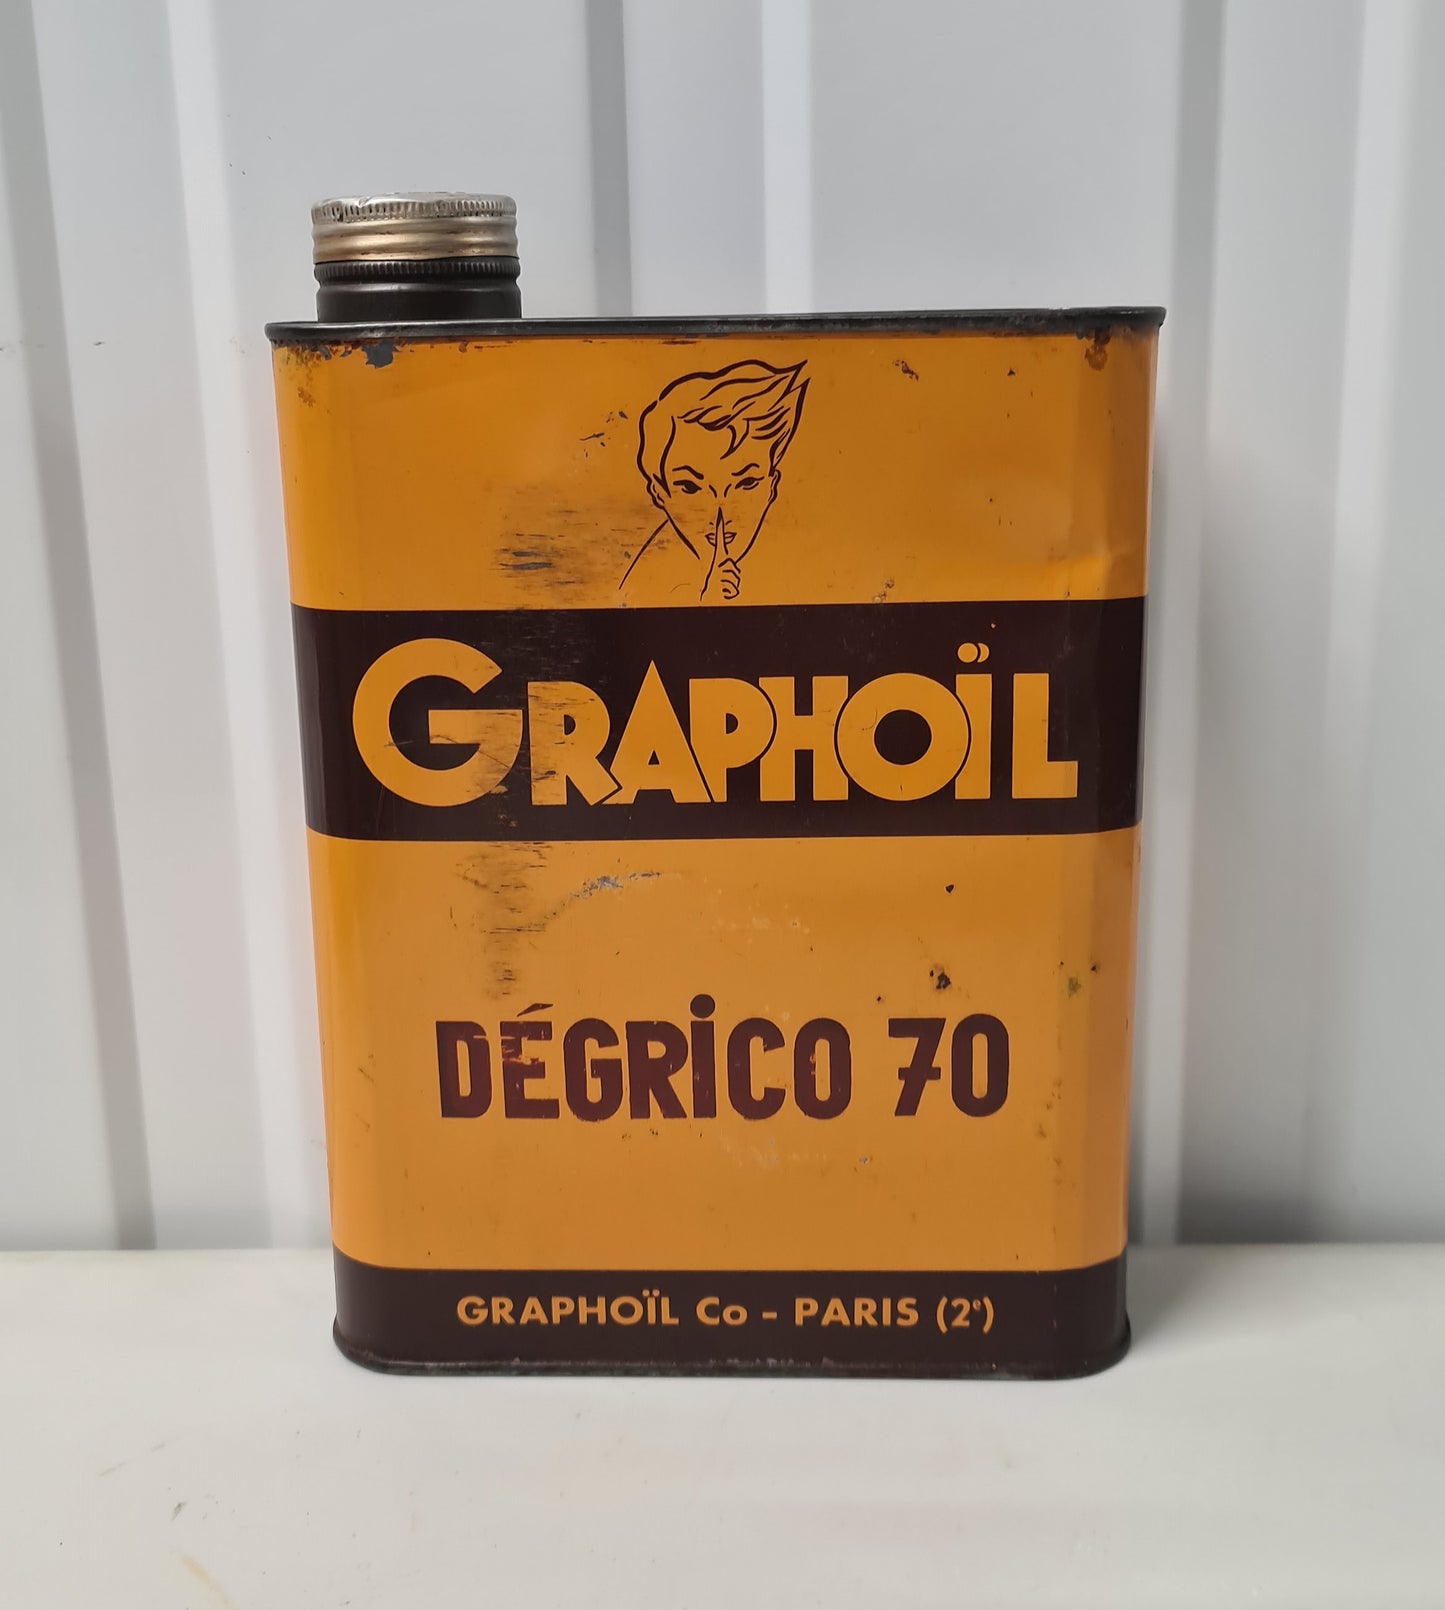 GRAPHOÏL
DÉGRiCO 70
GRAPHOÏL Co - PARIS (2e)